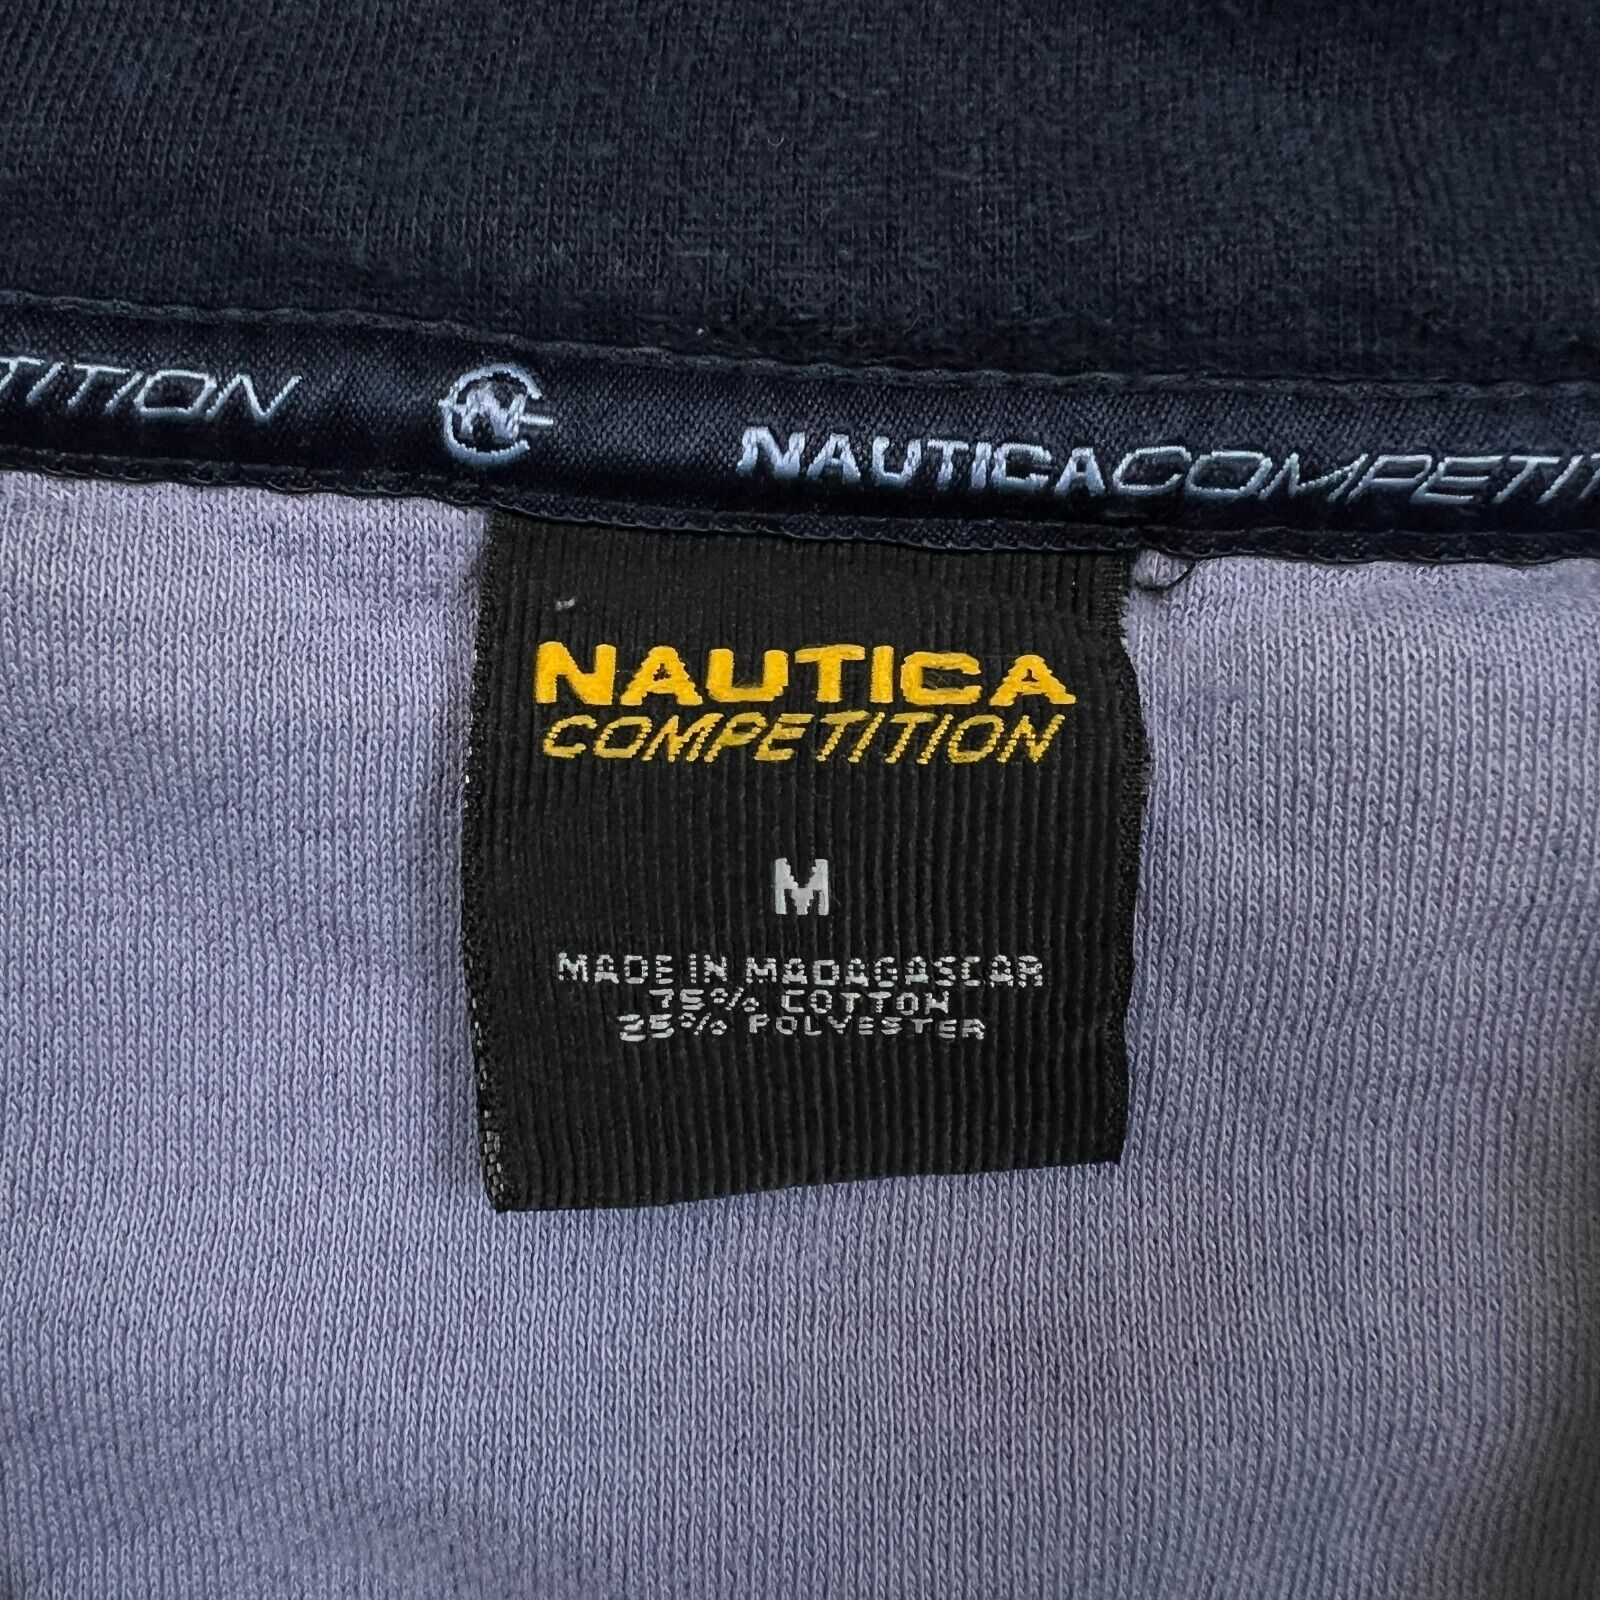 TITION N NAUTICACOMPETIT
NAUTICA
COMPETITION
M
MADE IN MADAGASCAR
75% COTTON
25% POLYESTER